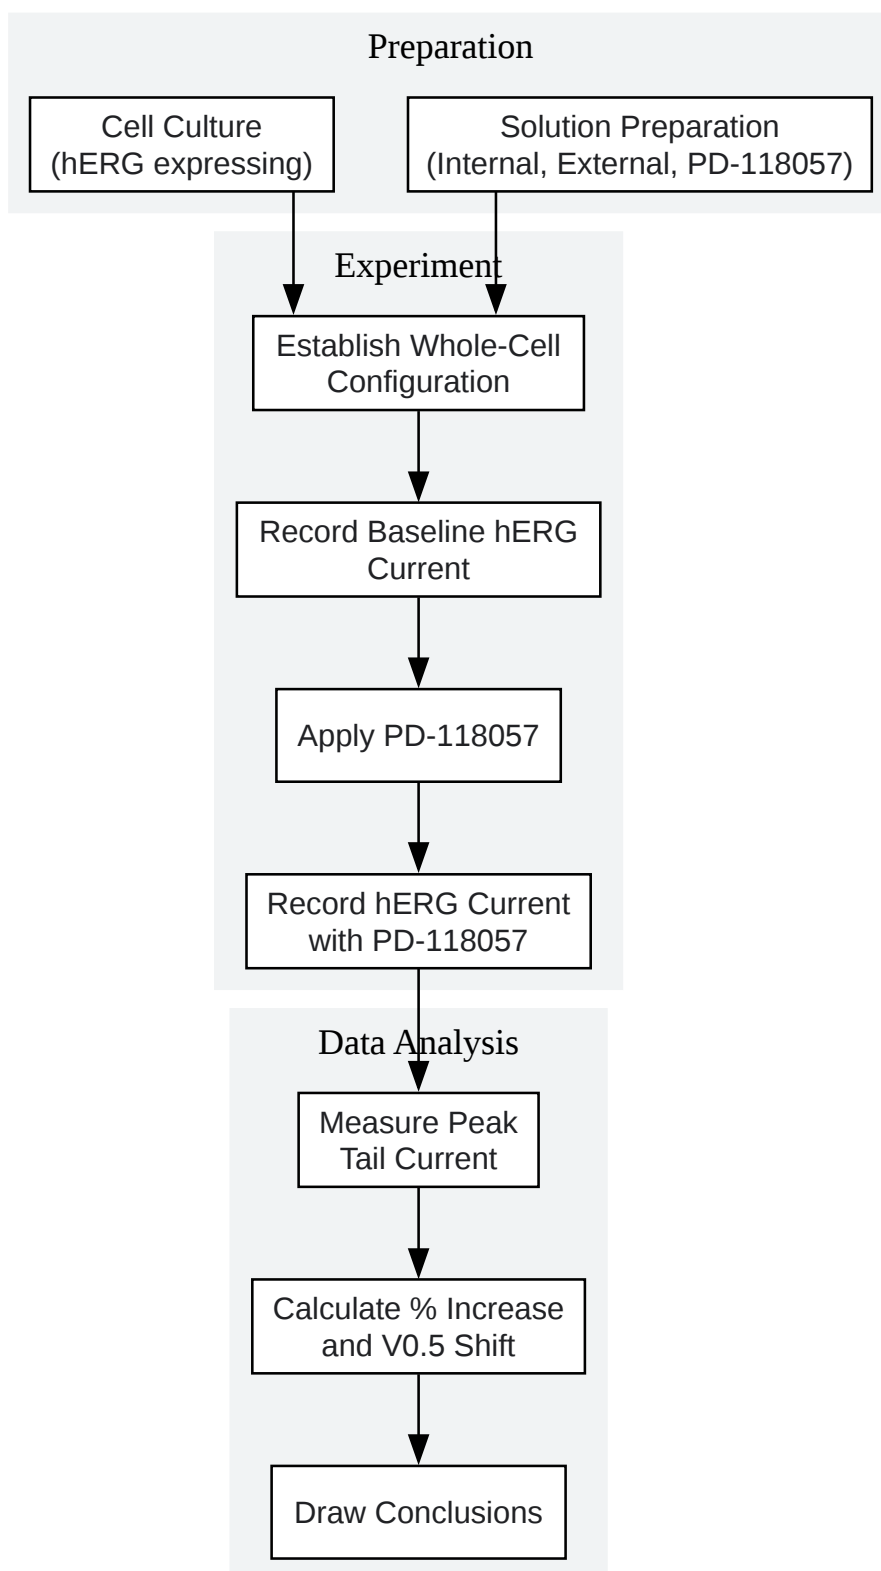 Preparation
Cell Culture
(hERG expressing)
Solution Preparation
(Internal, External, PD-118057)
Experiment
Establish Whole-Cell
Configuration
Record Baseline hERG
Current
Apply PD-118057
Record hERG Current
with PD-118057
Data Analysis
Measure Peak
Tail Current
Calculate % Increase
and V0.5 Shift
Draw Conclusions